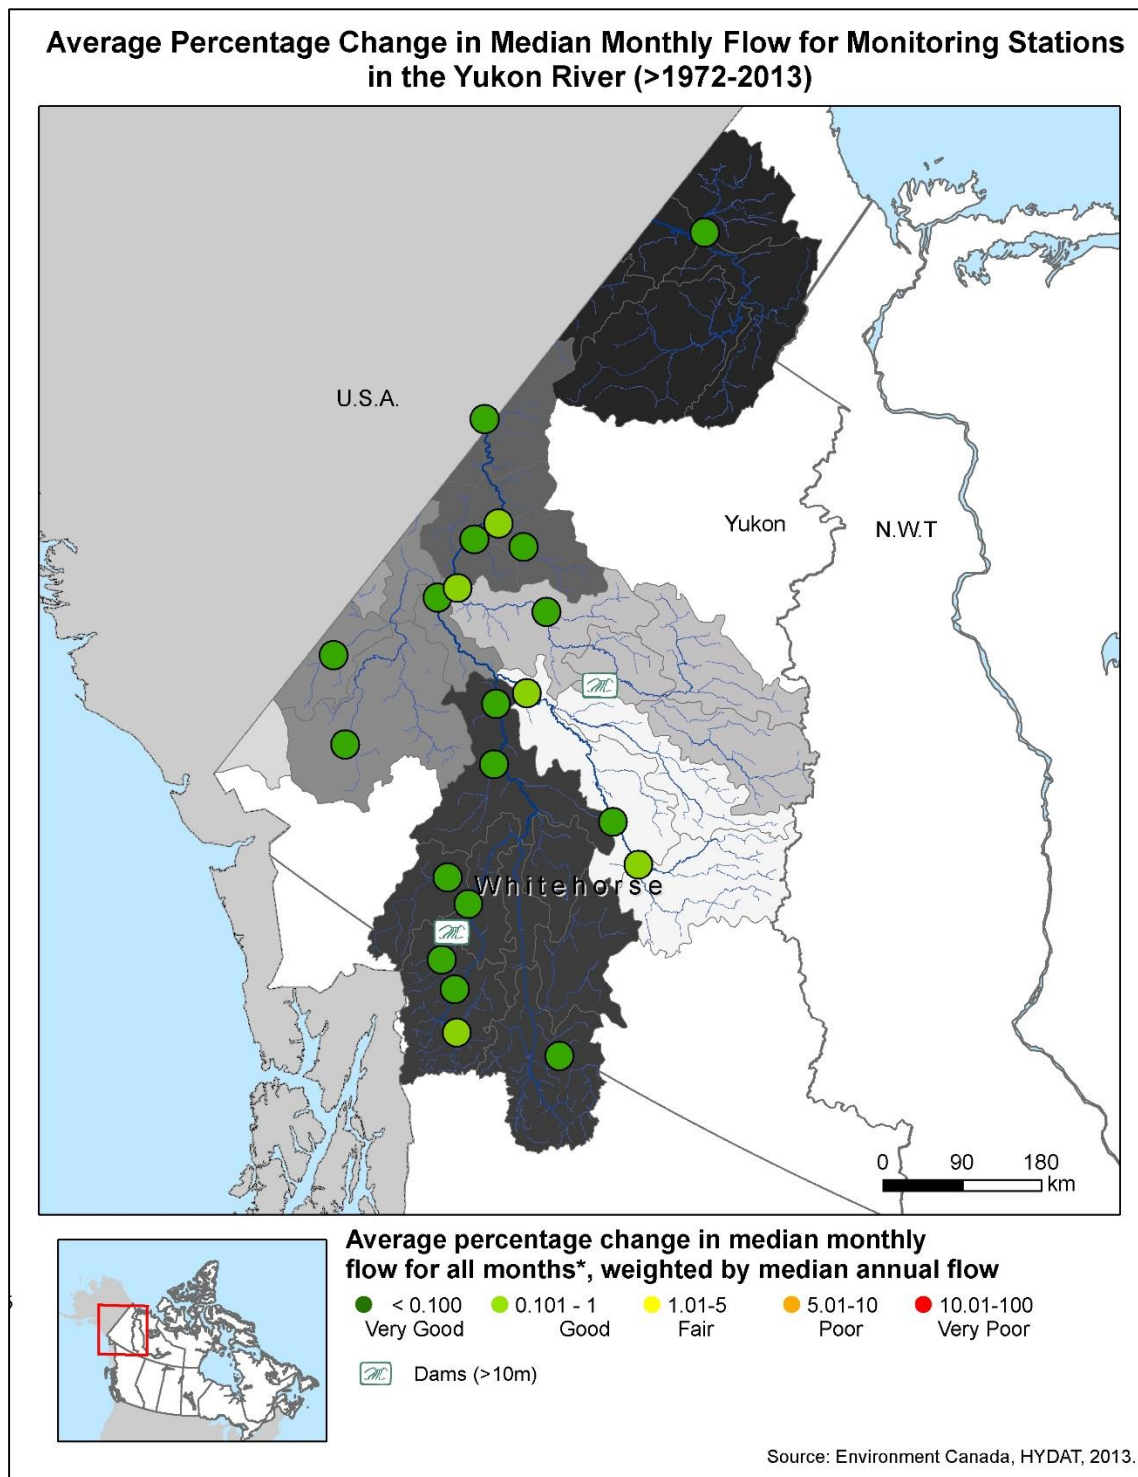 Average Percentage Change in Median Monthly Flow for Monitoring Stations
in the Yukon River (>1972-2013)
U.S.A.
Yukon
N.W.T
Whitehorse
0 90 180
km
Average percentage change in median monthly
flow for all months*, weighted by median annual flow
< 0.100 0.101 - 1 1.01-5 5.01-10 10.01-100
Very Good Good Fair Poor Very Poor
Dams (>10m)
Source: Environment Canada, HYDAT, 2013.